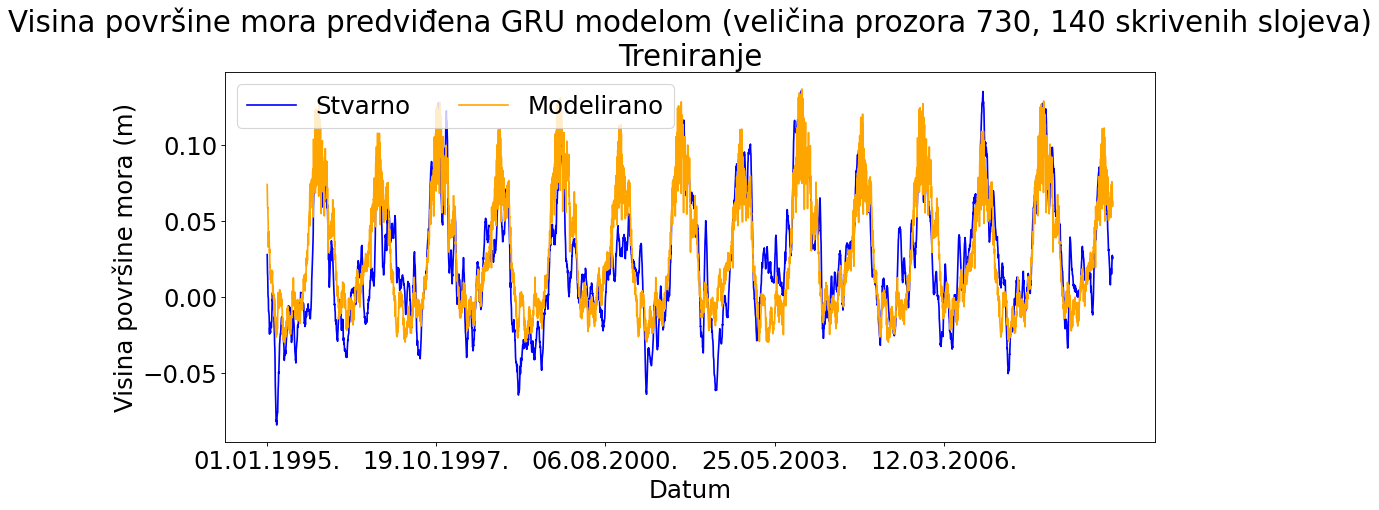 Visina površine mora predviđena GRU modelom (veličina prozora 730, 140 skrivenih slojeva)
Treniranje
Stvarno Modelirano
Visina površine mora (m)
0.10
0.05
0.00
−0.05
01.01.1995. 19.10.1997. 06.08.2000. 25.05.2003. 12.03.2006.
Datum